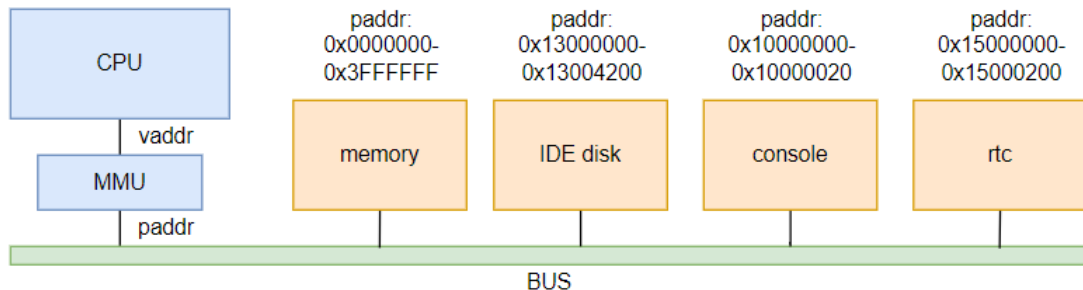 CPU
vaddr
MMU
paddr
paddr:
0x0000000-
0x3FFFFFF
memory
paddr:
0x13000000-
0x13004200
IDE disk
paddr:
0x10000000-
0x10000020
console
paddr:
0x15000000-
0x15000200
rtc
BUS